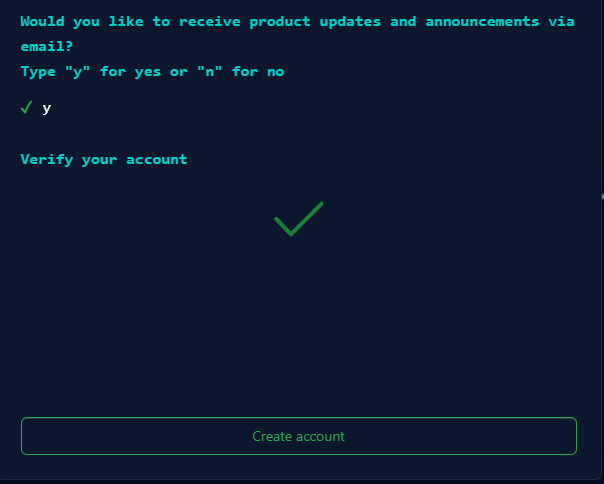 Would you like to receive product updates and announcements via
email?
Type "y" for yes or "n" for no
✓ y
Verify your account
Create account